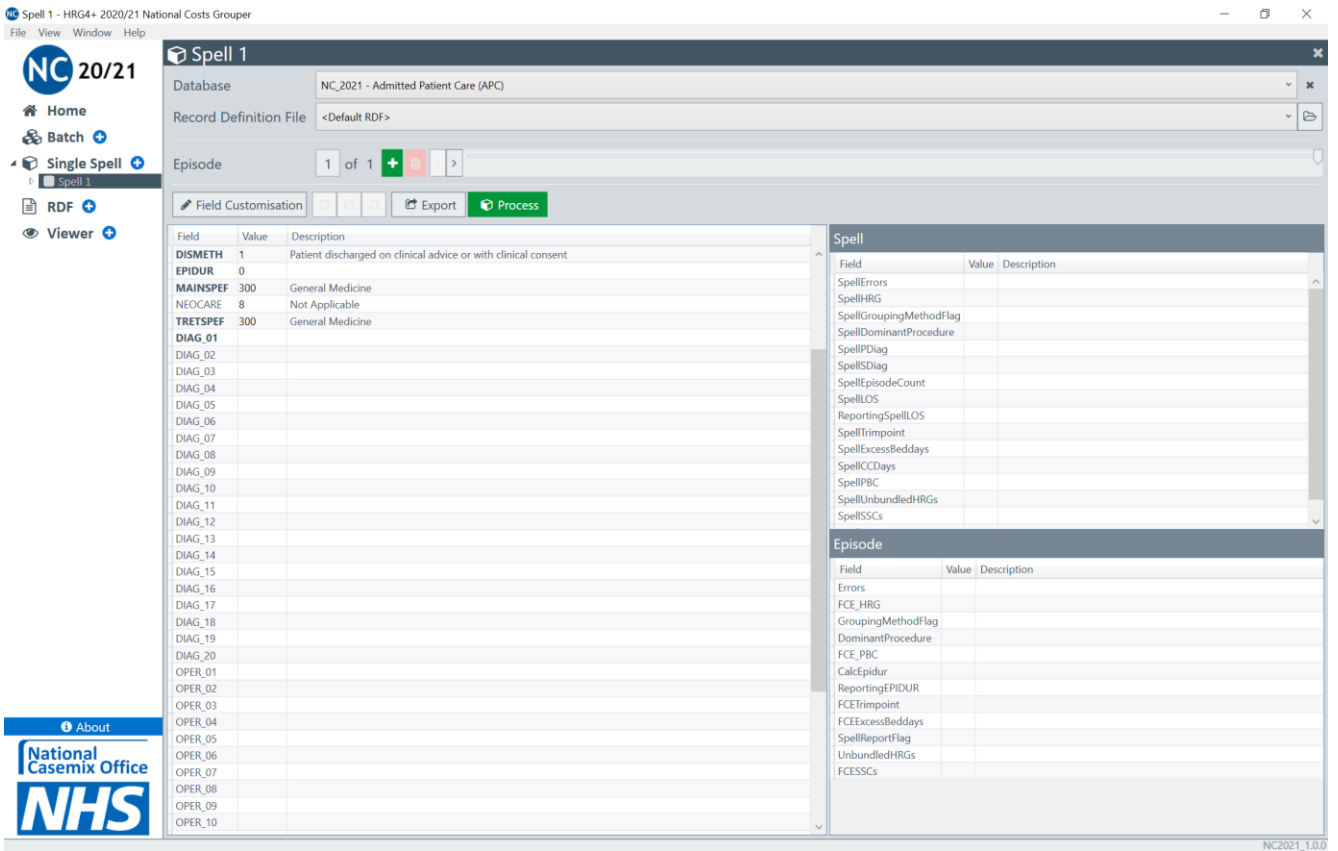 NC Spell 1 - HRG4+ 2020/21 National Costs Grouper
File View Window Help
NC 20/21
Home
Batch
Single Spell
Spell 1
RDF
Viewer
About
National
Casemix Office
NHS
Spell 1
Database NC_2021 - Admitted Patient Care (APC)
Record Definition File <Default RDF>
Episode 1 of 1
Field Customisation Export Process
Field Value Description
DISMETH 1 Patient discharged on clinical advice or with clinical consent
EPIDUR 0
MAINSPEF 300 General Medicine
NEOCARE 8 Not Applicable
TRETSPEF 300 General Medicine
DIAG_01
DIAG_02
DIAG_03
DIAG_04
DIAG_05
DIAG_06
DIAG_07
DIAG_08
DIAG_09
DIAG_10
DIAG_11
DIAG_12
DIAG_13
DIAG_14
DIAG_15
DIAG_16
DIAG_17
DIAG_18
DIAG_19
DIAG_20
OPER_01
OPER_02
OPER_03
OPER_04
OPER_05
OPER_06
OPER_07
OPER_08
OPER_09
OPER_10
Spell
Field Value Description
SpellErrors
SpellHRG
SpellGroupingMethodFlag
SpellDominantProcedure
SpellPDiag
SpellSDiag
SpellEpisodeCount
SpellLOS
ReportingSpellLOS
SpellTrimpoint
SpellExcessBeddays
SpellCCDays
SpellPBC
SpellUnbundledHRGs
SpellSSCs
Episode
Field Value Description
Errors
FCE_HRG
GroupingMethodFlag
DominantProcedure
FCE_PBC
CalcEpidur
ReportingEPIDUR
FCETrimpoint
FCEExcessBeddays
SpellReportFlag
UnbundledHRGs
FCESSCs
NC2021_1.0.0